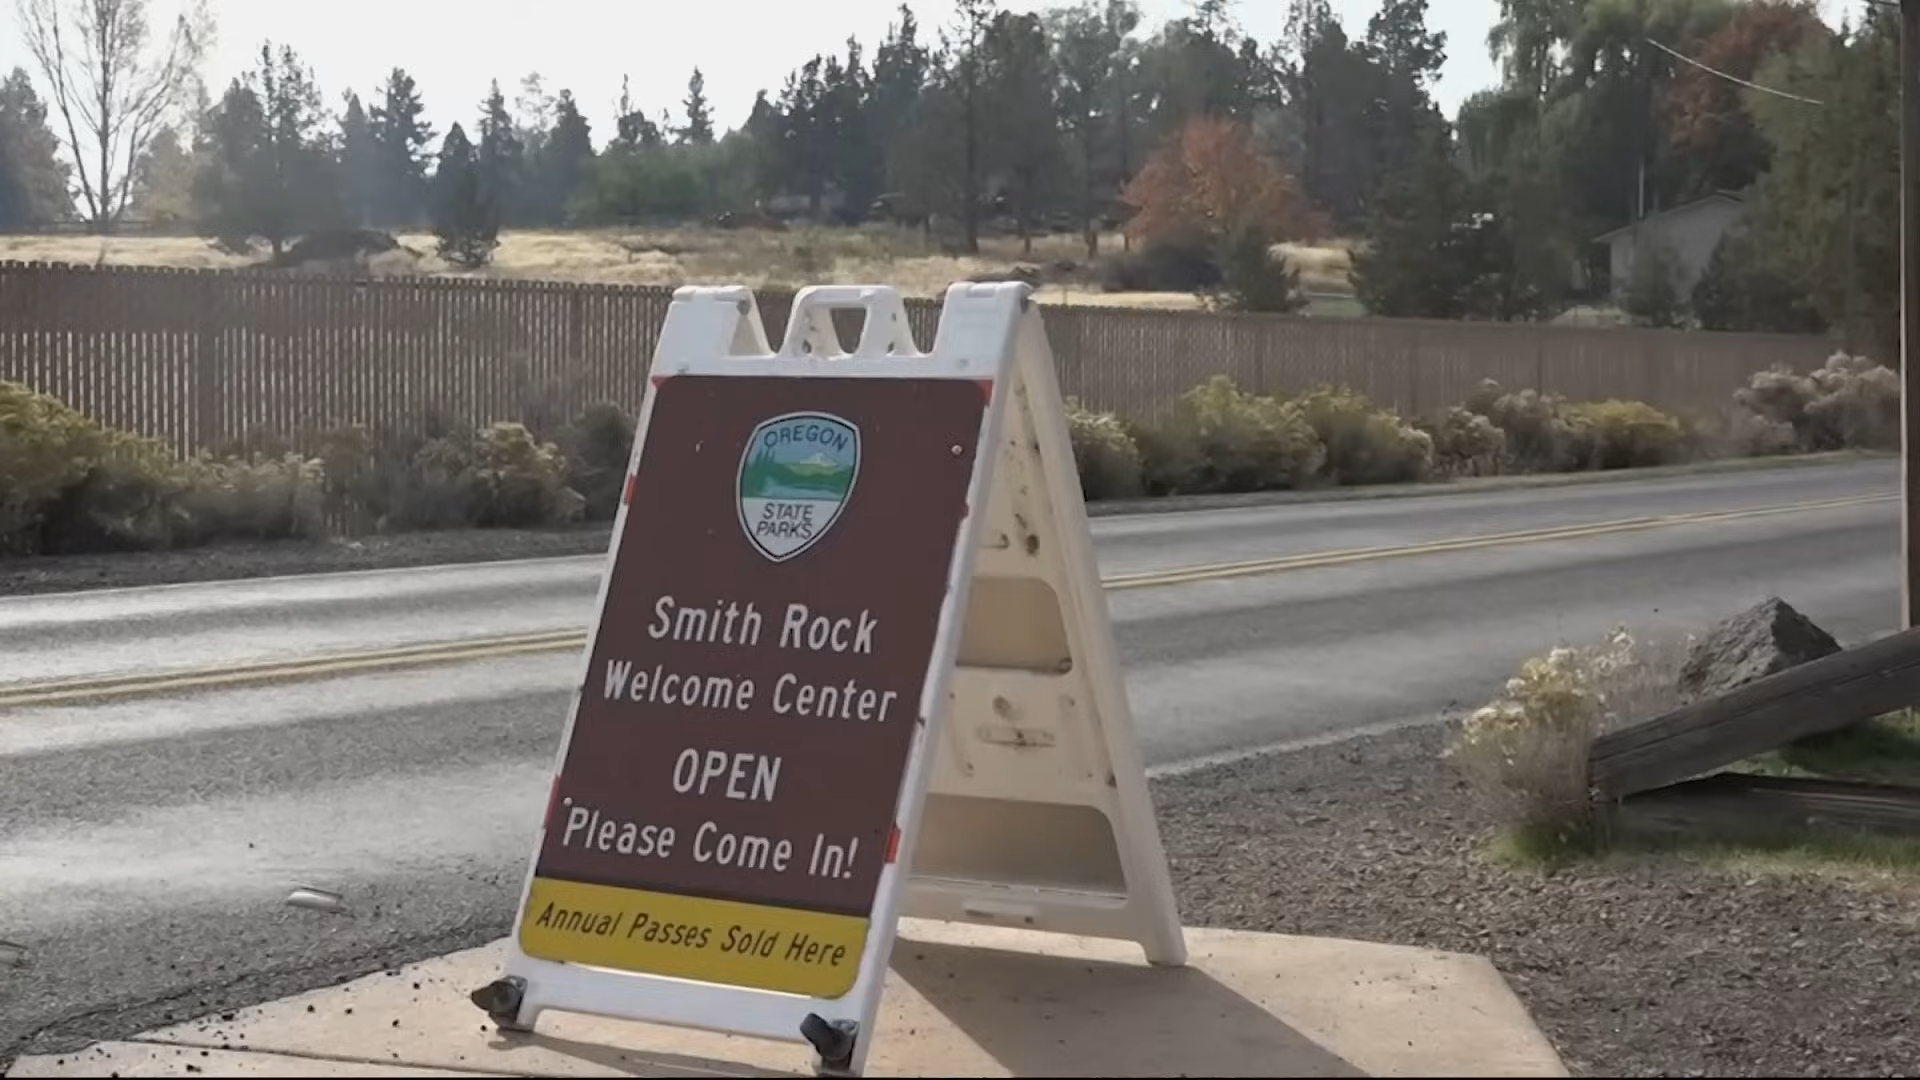 OREGON
STATE
PARKS
Smith Rock
Welcome Center
OPEN
Please Come In!
Annual Passes Sold Here